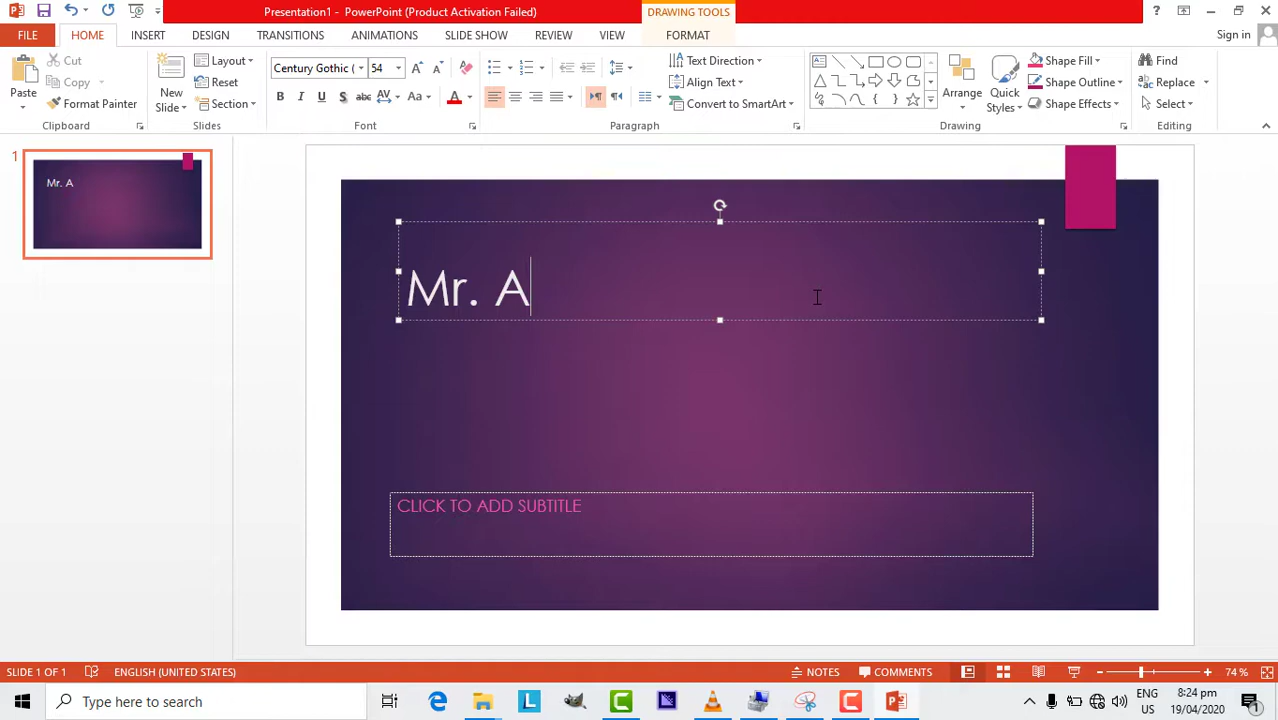 Presentation1 - PowerPoint (Product Activation Failed)
DRAWING TOOLS
?
FILE HOME INSERT DESIGN TRANSITIONS ANIMATIONS SLIDE SHOW REVIEW VIEW FORMAT Sign in
Paste
Cut
Copy
Format Painter
Clipboard
New Slide
Layout
Reset
Section
Slides
Century Gothic ( 54
B I U S abc AV Aa A
Font
Text Direction
Align Text
Convert to SmartArt
Paragraph
Arrange
Quick Styles
Shape Fill
Shape Outline
Shape Effects
Drawing
Find
Replace
Select
Editing
1
Mr. A
Mr. A
CLICK TO ADD SUBTITLE
SLIDE 1 OF 1 ENGLISH (UNITED STATES) NOTES COMMENTS 74 %
Type here to search
ENG
US
8:24 pm
19/04/2020